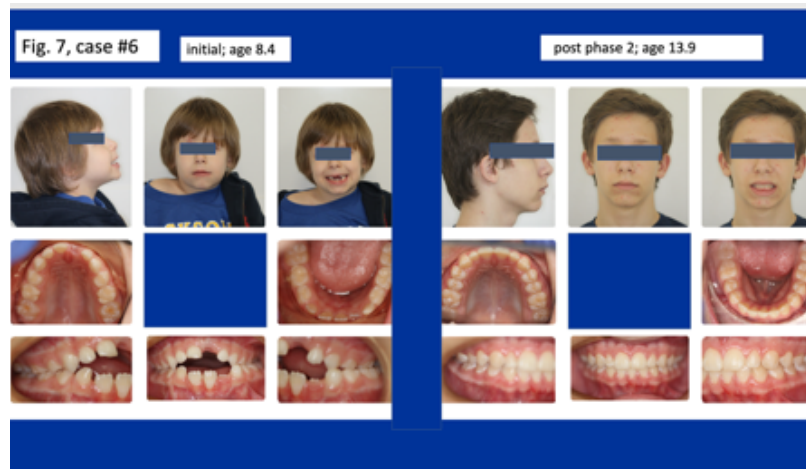 Fig. 7, case #6
initial; age 8.4
post phase 2; age 13.9